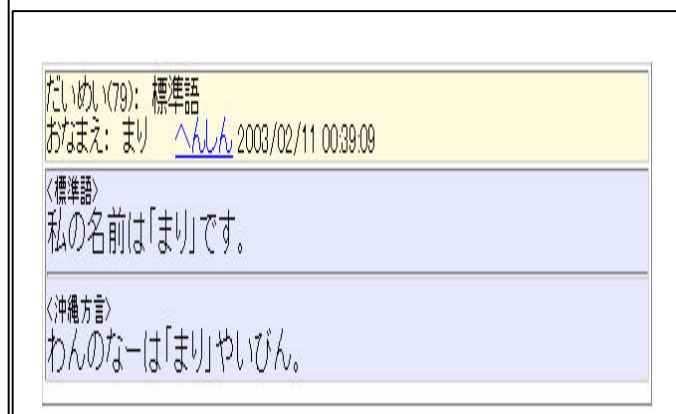 だいめい(79): 標準語
おなまえ: まり へんしん 2003/02/11 00:39:09
<標準語>
私の名前は「まり」です。
<沖縄方言>
わんのなーは「まり」やいびん。